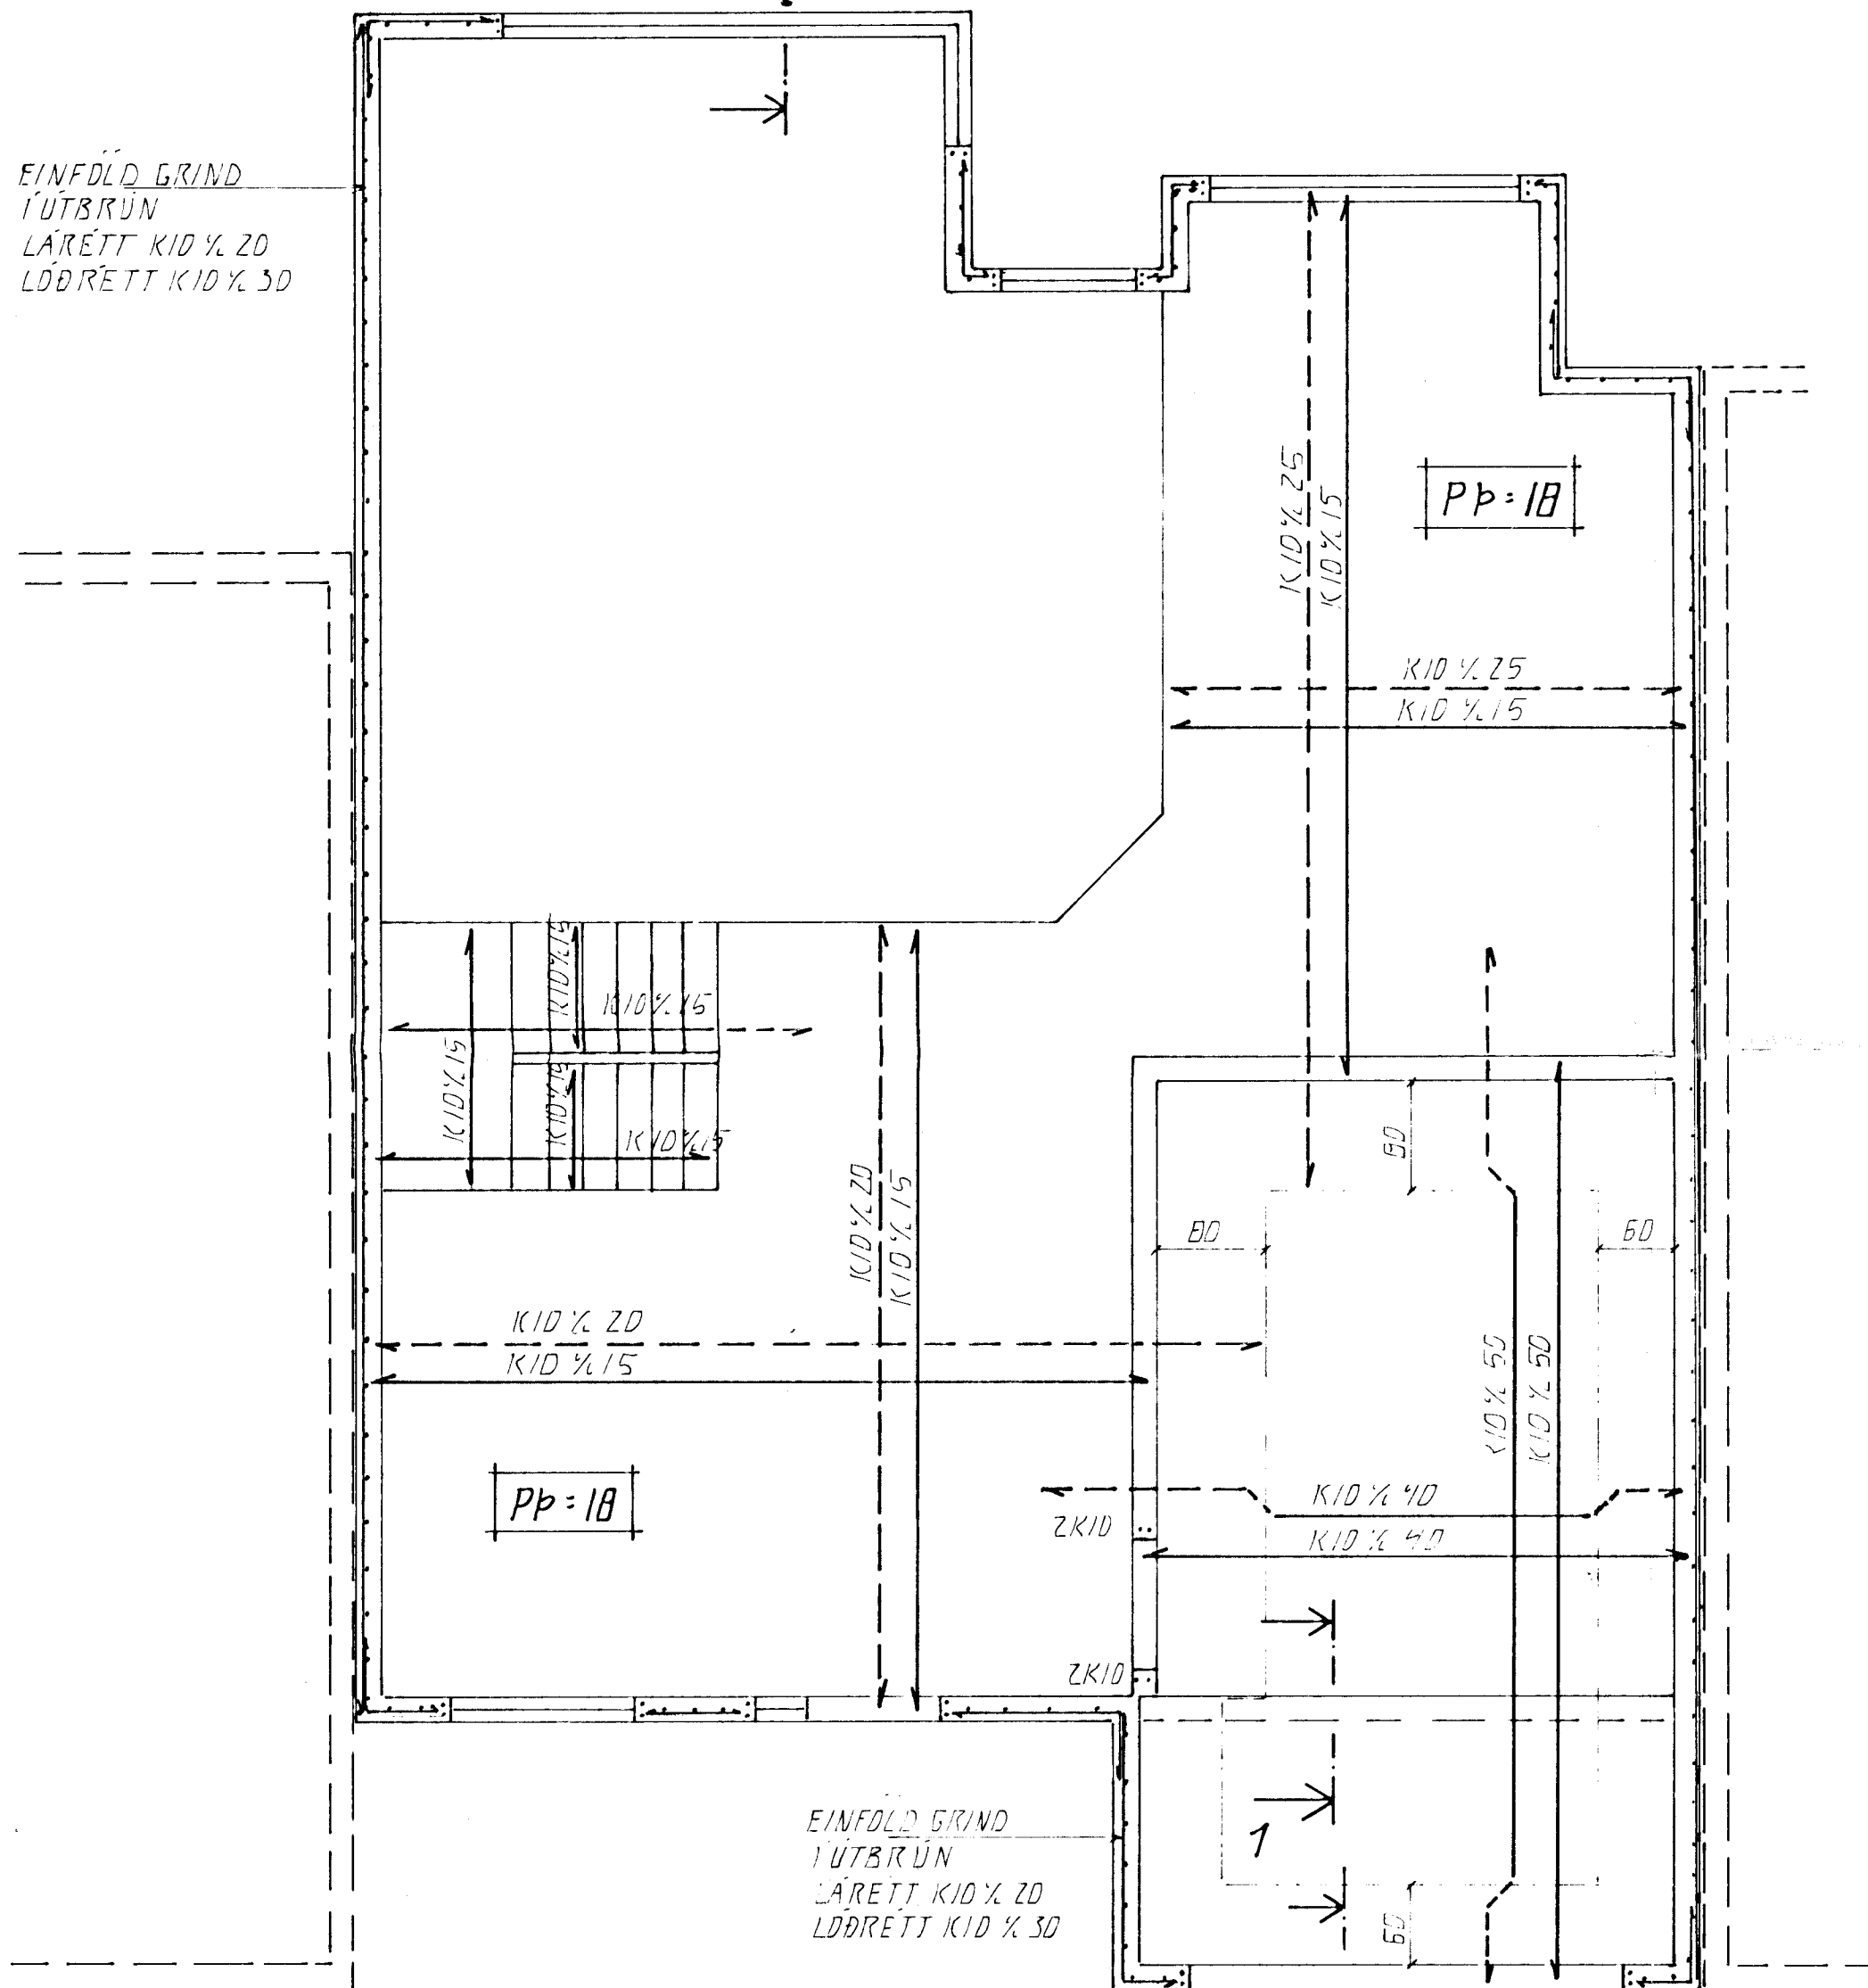 EINFÖLD GRIND
Í ÚTBRÚN
LÁRÉTT K10 ⁒ 20
LÓÐRÉTT K10 ⁒ 30
K10 ⁒ 25
K10 ⁒ 15
Pþ=18
K10 ⁒ 25
K10 ⁒ 15
K10 ⁒ 15
K10 ⁒ 15
K10 ⁒ 15
K10 ⁒ 15
K10 ⁒ 15
K10 ⁒ 20
K10 ⁒ 15
80
80
60
K10 ⁒ 20
K10 ⁒ 15
K10 ⁒ 50
K10 ⁒ 50
Pþ=18
K10 ⁒ 40
2K10
K10 ⁒ 40
2K10
1
EINFÖLD GRIND
Í ÚTBRÚN
LÁRÉTT K10 ⁒ 20
LÓÐRÉTT K10 ⁒ 30
60